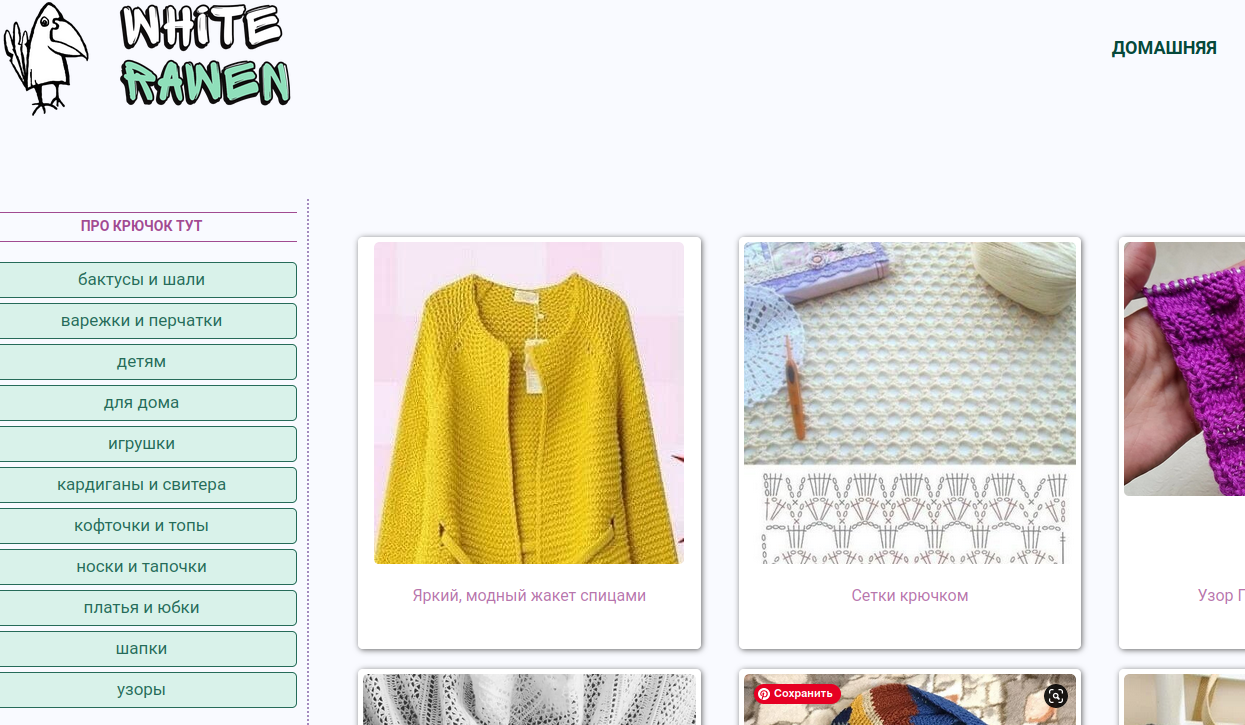 WHITE
RAWEN
ДОМАШНЯЯ
ПРО КРЮЧОК ТУТ
бактусы и шали
варежки и перчатки
детям
для дома
игрушки
кардиганы и свитера
кофточки и топы
носки и тапочки
платья и юбки
шапки
узоры
Яркий, модный жакет спицами
Сетки крючком
Узор
Сохранить